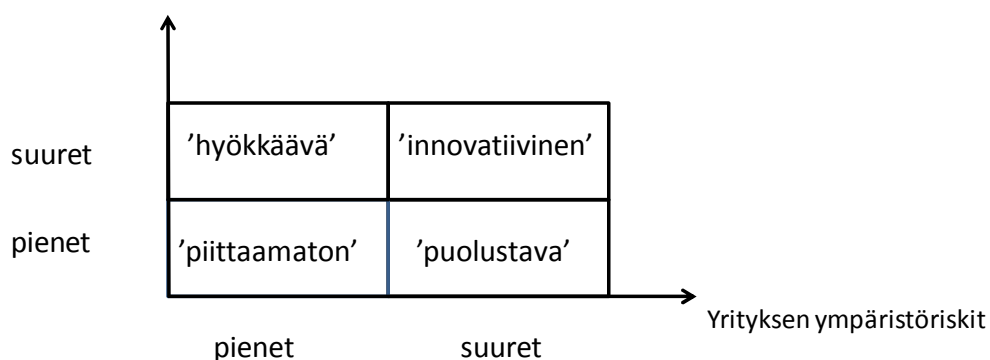 suuret
’hyökkäävä’
’innovatiivinen’
pienet
’piittaamaton’
’puolustava’
Yrityksen ympäristöriskit
pienet
suuret